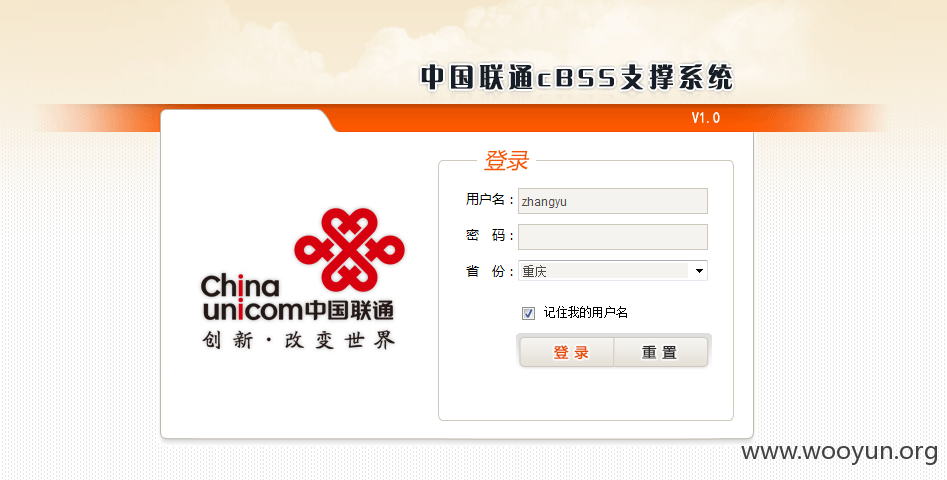 中国联通cBSS支撑系统
V1.0
登录
用户名：zhangyu
密 码：
省 份：重庆
记住我的用户名
登 录 重 置
China
unicom中国联通
创新·改变世界
www.wooyun.org